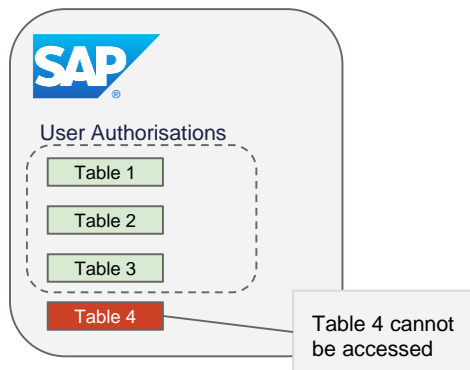 SAP
®
User Authorisations
Table 1
Table 2
Table 3
Table 4
Table 4 cannot
be accessed